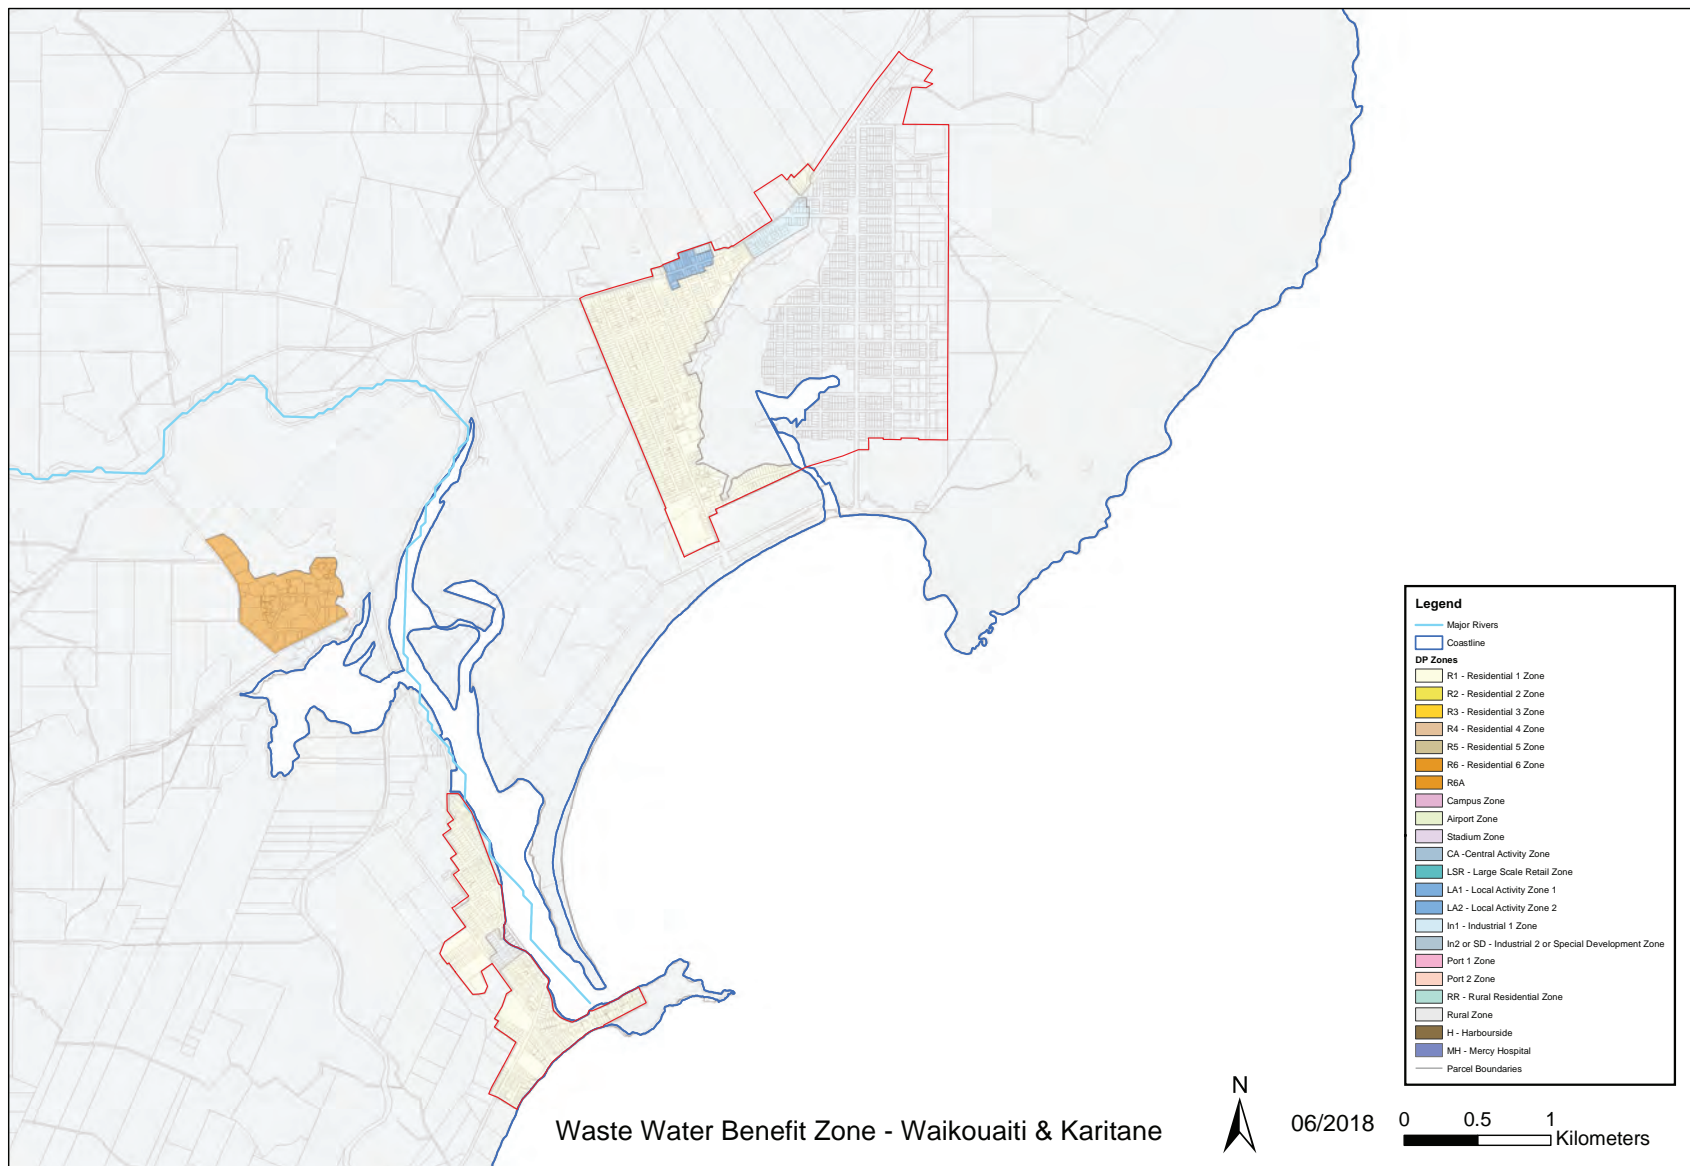 Legend
Major Rivers
Coastline
DP Zones
R1 - Residential 1 Zone
R2 - Residential 2 Zone
R3 - Residential 3 Zone
R4 - Residential 4 Zone
R5 - Residential 5 Zone
R6 - Residential 6 Zone
R6A
Campus Zone
Airport Zone
Stadium Zone
CA -Central Activity Zone
LSR - Large Scale Retail Zone
LA1 - Local Activity Zone 1
LA2 - Local Activity Zone 2
In1 - Industrial 1 Zone
In2 or SD - Industrial 2 or Special Development Zone
Port 1 Zone
Port 2 Zone
RR - Rural Residential Zone
Rural Zone
H - Harbourside
MH - Mercy Hospital
Parcel Boundaries
Waste Water Benefit Zone - Waikouaiti & Karitane
N
06/2018
0 0.5 1
Kilometers